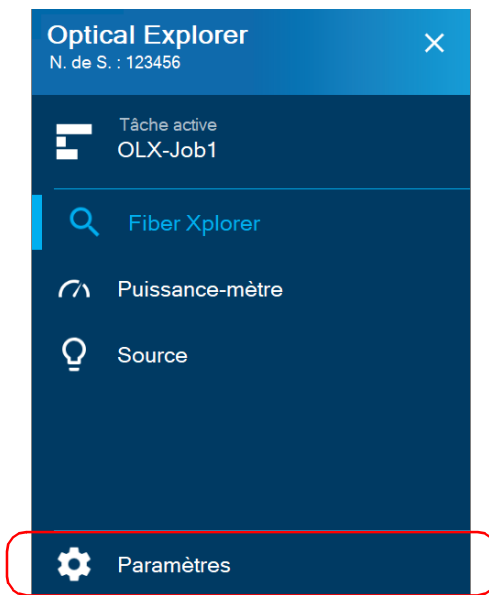 Optical Explorer
N. de S. : 123456
Tâche active
OLX-Job1
Fiber Xplorer
Puissance-mètre
Source
Paramètres